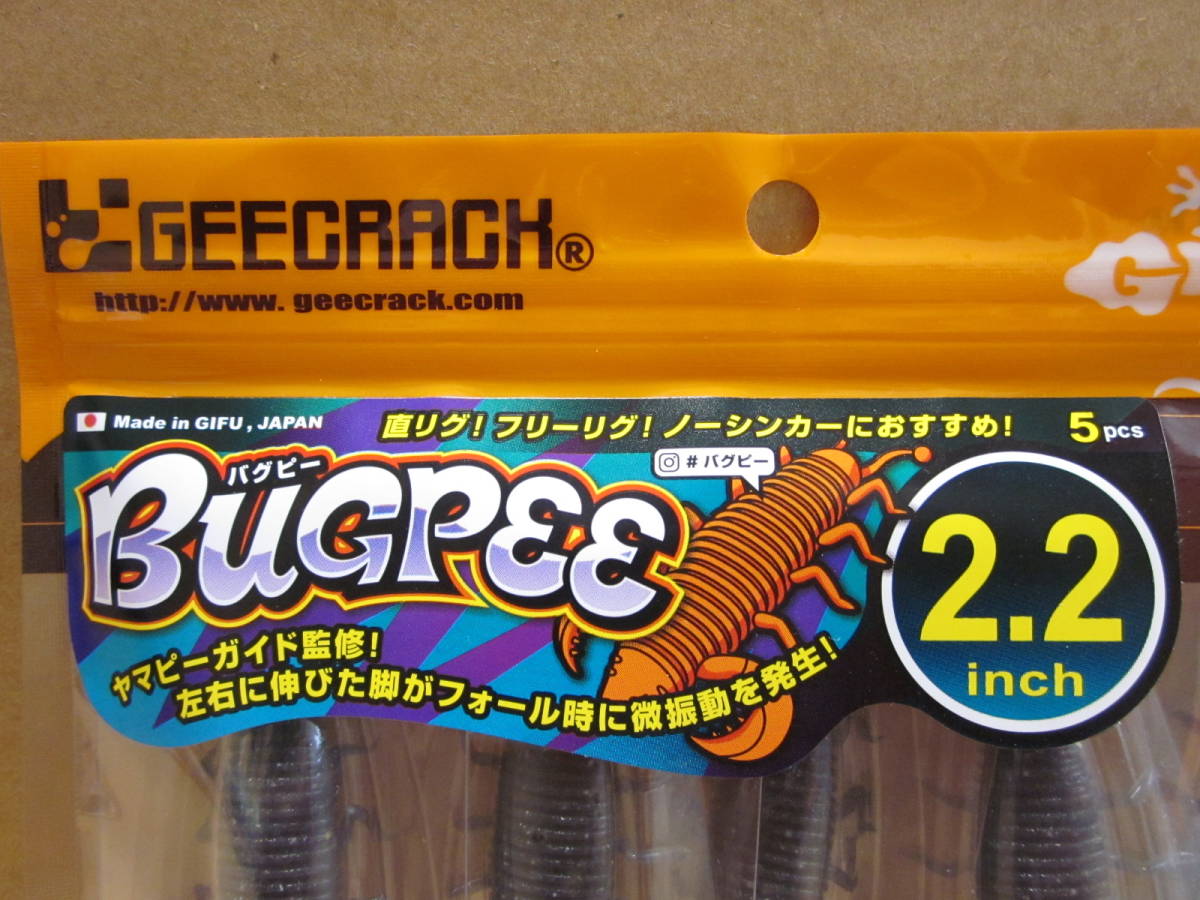 GEECRACK®
http://www. geecrack.com
G
Made in GIFU , JAPAN
直リグ! フリーリグ! ノーシンカーにおすすめ!
5 pcs
バグピー
# バグピー
BUGPEE
2.2
inch
ヤマピーガイド監修!
左右に伸びた脚がフォール時に微振動を発生!